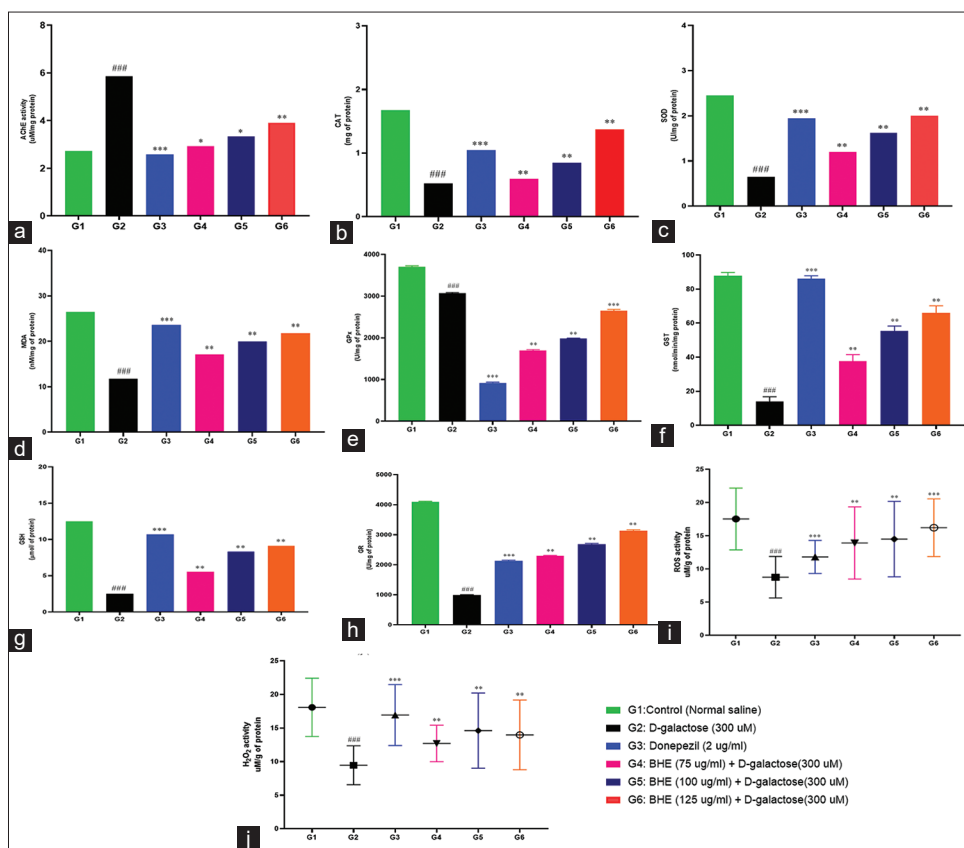 AChE activity
(uM/mg protein)
8
6
4
2
0
###
***
*
*
**
G1 G2 G3 G4 G5 G6
a
CAT
(mg of protein)
3
2
1
0
###
***
**
**
**
G1 G2 G3 G4 G5 G6
b
SOD
(U/mg of protein)
4
3
2
1
0
###
***
**
**
**
G1 G2 G3 G4 G5 G6
c
MDA
(nM/mg of protein)
40
30
20
10
0
###
***
**
**
**
G1 G2 G3 G4 G5 G6
d
GPx
(U/mg of protein)
4000
3000
2000
1000
0
###
***
**
**
***
G1 G2 G3 G4 G5 G6
e
GST
(nmol/min/mg protein)
100
80
60
40
20
0
###
***
**
**
**
G1 G2 G3 G4 G5 G6
f
GSH
(µmol/ of protein)
20
15
10
5
0
###
***
**
**
**
G1 G2 G3 G4 G5 G6
g
GR
(U/mg of protein)
5000
4000
3000
2000
1000
0
###
***
**
**
**
G1 G2 G3 G4 G5 G6
h
ROS activity
uM/g of protein
25
20
15
10
5
0
###
***
**
**
***
G1 G2 G3 G4 G5 G6
i
H2O2 activity
uM/g of protein
25
20
15
10
5
0
###
***
**
**
**
G1 G2 G3 G4 G5 G6
j
G1:Control (Normal saline)
G2: D-galactose (300 uM)
G3: Donepezil (2 ug/ml)
G4: BHE (75 ug/ml) + D-galactose(300 uM)
G5: BHE (100 ug/ml) + D-galactose(300 uM)
G6: BHE (125 ug/ml) + D-galactose(300 uM)